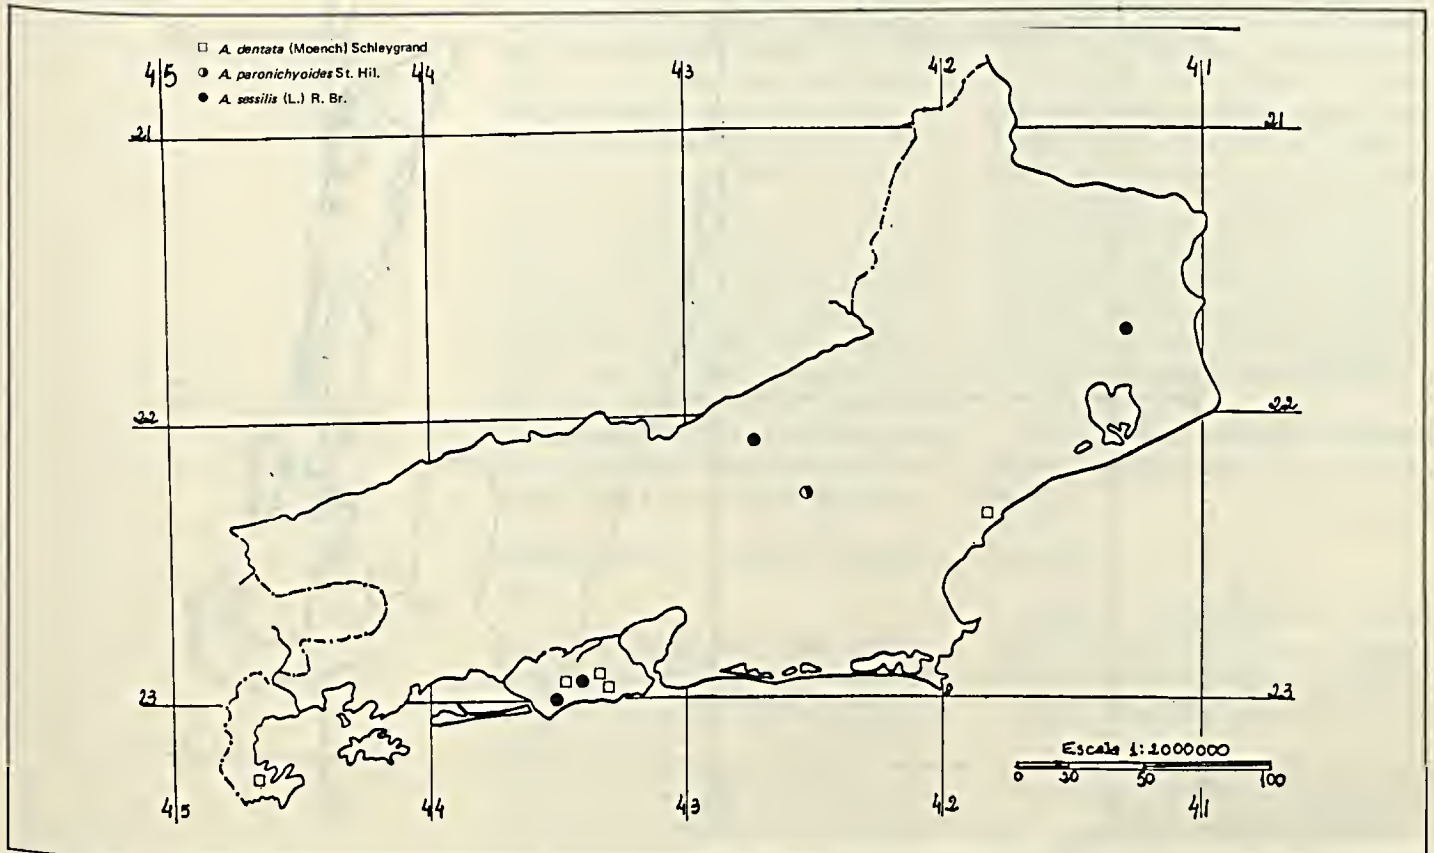 A. dentata (Moench) Schleygrand
A. paronichyoides St. Hil.
A. sessilis (L.) R. Br.
45 44 43 42 41
21 21
22 22
23 23
Escala 1:2000000
0 30 50 100
45 44 43 42 41